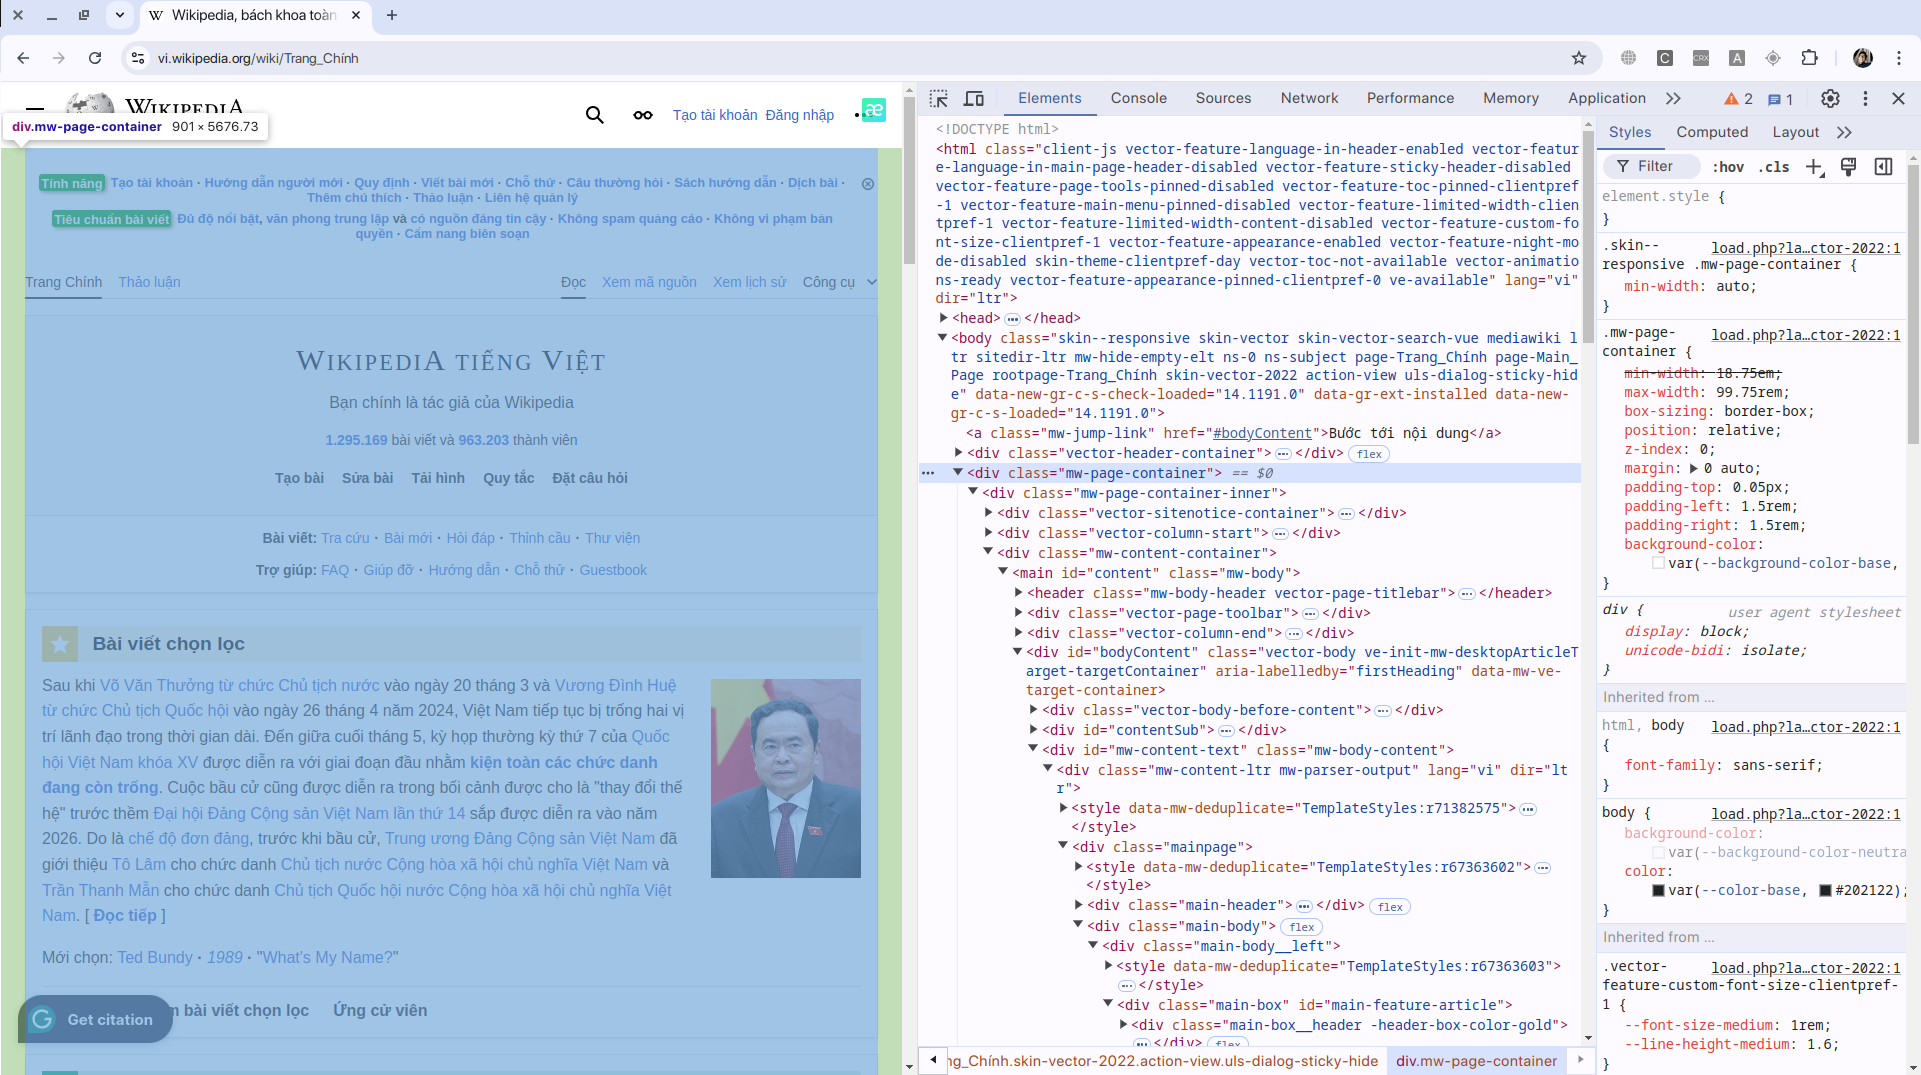 Wikipedia, bách khoa toàn
vi.wikipedia.org/wiki/Trang_Chính
WIKIPEDIA
Tạo tài khoản Đăng nhập
div.mw-page-container 901 × 5676.73
Tính năng Tạo tài khoản · Hướng dẫn người mới · Quy định · Viết bài mới · Chỗ thử · Câu thường hỏi · Sách hướng dẫn · Dịch bài ·
Thêm chú thích · Thảo luận · Liên hệ quản lý
Tiêu chuẩn bài viết Đủ độ nổi bật, văn phong trung lập và có nguồn đáng tin cậy · Không spam quảng cáo · Không vi phạm bản
quyền · Cẩm nang biên soạn
Trang Chính Thảo luận Đọc Xem mã nguồn Xem lịch sử Công cụ
WIKIPEDIA TIẾNG VIỆT
Bạn chính là tác giả của Wikipedia
1.295.169 bài viết và 963.203 thành viên
Tạo bài Sửa bài Tải hình Quy tắc Đặt câu hỏi
Bài viết: Tra cứu · Bài mới · Hỏi đáp · Thỉnh cầu · Thư viện
Trợ giúp: FAQ · Giúp đỡ · Hướng dẫn · Chỗ thử · Guestbook
Bài viết chọn lọc
Sau khi Võ Văn Thưởng từ chức Chủ tịch nước vào ngày 20 tháng 3 và Vương Đình Huệ
từ chức Chủ tịch Quốc hội vào ngày 26 tháng 4 năm 2024, Việt Nam tiếp tục bị trống hai vị
trí lãnh đạo trong thời gian dài. Đến giữa cuối tháng 5, kỳ họp thường kỳ thứ 7 của Quốc
hội Việt Nam khóa XV được diễn ra với giai đoạn đầu nhằm kiện toàn các chức danh
đang còn trống. Cuộc bầu cử cũng được diễn ra trong bối cảnh được cho là "thay đổi thế
hệ" trước thềm Đại hội Đảng Cộng sản Việt Nam lần thứ 14 sắp được diễn ra vào năm
2026. Do là chế độ đơn đảng, trước khi bầu cử, Trung ương Đảng Cộng sản Việt Nam đã
giới thiệu Tô Lâm cho chức danh Chủ tịch nước Cộng hòa xã hội chủ nghĩa Việt Nam và
Trần Thanh Mẫn cho chức danh Chủ tịch Quốc hội nước Cộng hòa xã hội chủ nghĩa Việt
Nam. [ Đọc tiếp ]
Mới chọn: Ted Bundy · 1989 · "What's My Name?"
n bài viết chọn lọc Ứng cử viên
Get citation
Elements Console Sources Network Performance Memory Application 2 1
<!DOCTYPE html>
<html class="client-js vector-feature-language-in-header-enabled vector-featur
e-language-in-main-page-header-disabled vector-feature-sticky-header-disabled
vector-feature-page-tools-pinned-disabled vector-feature-toc-pinned-clientpref
-1 vector-feature-main-menu-pinned-disabled vector-feature-limited-width-clien
tpref-1 vector-feature-limited-width-content-disabled vector-feature-custom-fo
nt-size-clientpref-1 vector-feature-appearance-enabled vector-feature-night-mo
de-disabled skin-theme-clientpref-day vector-toc-not-available vector-animatio
ns-ready vector-feature-appearance-pinned-clientpref-0 ve-available" lang="vi"
dir="ltr">
<head> ••• </head>
<body class="skin--responsive skin-vector skin-vector-search-vue mediawiki l
tr sitedir-ltr mw-hide-empty-elt ns-0 ns-subject page-Trang_Chính page-Main_
Page rootpage-Trang_Chính skin-vector-2022 action-view uls-dialog-sticky-hid
e" data-new-gr-c-s-check-loaded="14.1191.0" data-gr-ext-installed data-new-
gr-c-s-loaded="14.1191.0">
<a class="mw-jump-link" href="#bodyContent">Bước tới nội dung</a>
<div class="vector-header-container"> ••• </div> flex
<div class="mw-page-container"> == $0
<div class="mw-page-container-inner">
<div class="vector-sitenotice-container"> ••• </div>
<div class="vector-column-start"> ••• </div>
<div class="mw-content-container">
<main id="content" class="mw-body">
<header class="mw-body-header vector-page-titlebar"> ••• </header>
<div class="vector-page-toolbar"> ••• </div>
<div class="vector-column-end"> ••• </div>
<div id="bodyContent" class="vector-body ve-init-mw-desktopArticleT
arget-targetContainer" aria-labelledby="firstHeading" data-mw-ve-
target-container>
<div class="vector-body-before-content"> ••• </div>
<div id="contentSub"> ••• </div>
<div id="mw-content-text" class="mw-body-content">
<div class="mw-content-ltr mw-parser-output" lang="vi" dir="lt
r">
<style data-mw-deduplicate="TemplateStyles:r71382575"> •••
</style>
<div class="mainpage">
<style data-mw-deduplicate="TemplateStyles:r67363602"> •••
</style>
<div class="main-header"> ••• </div> flex
<div class="main-body"> flex
<div class="main-body__left">
<style data-mw-deduplicate="TemplateStyles:r67363603">
••• </style>
<div class="main-box" id="main-feature-article">
<div class="main-box__header -header-box-color-gold">
••• </div> flex
ng_Chính.skin-vector-2022.action-view.uls-dialog-sticky-hide div.mw-page-container
Styles Computed Layout
Filter :hov .cls
element.style {
}
.skin-- load.php?la…ctor-2022:1
responsive .mw-page-container {
min-width: auto;
}
.mw-page- load.php?la…ctor-2022:1
container {
min-width: 18.75em;
max-width: 99.75rem;
box-sizing: border-box;
position: relative;
z-index: 0;
margin: 0 auto;
padding-top: 0.05px;
padding-left: 1.5rem;
padding-right: 1.5rem;
background-color:
var(--background-color-base,
}
div { user agent stylesheet
display: block;
unicode-bidi: isolate;
}
Inherited from ...
html, body load.php?la…ctor-2022:1
{
font-family: sans-serif;
}
body { load.php?la…ctor-2022:1
background-color:
var(--background-color-neutra
color:
var(--color-base, #202122);
}
Inherited from ...
.vector- load.php?la…ctor-2022:1
feature-custom-font-size-clientpref-
1 {
--font-size-medium: 1rem;
--line-height-medium: 1.6;
}